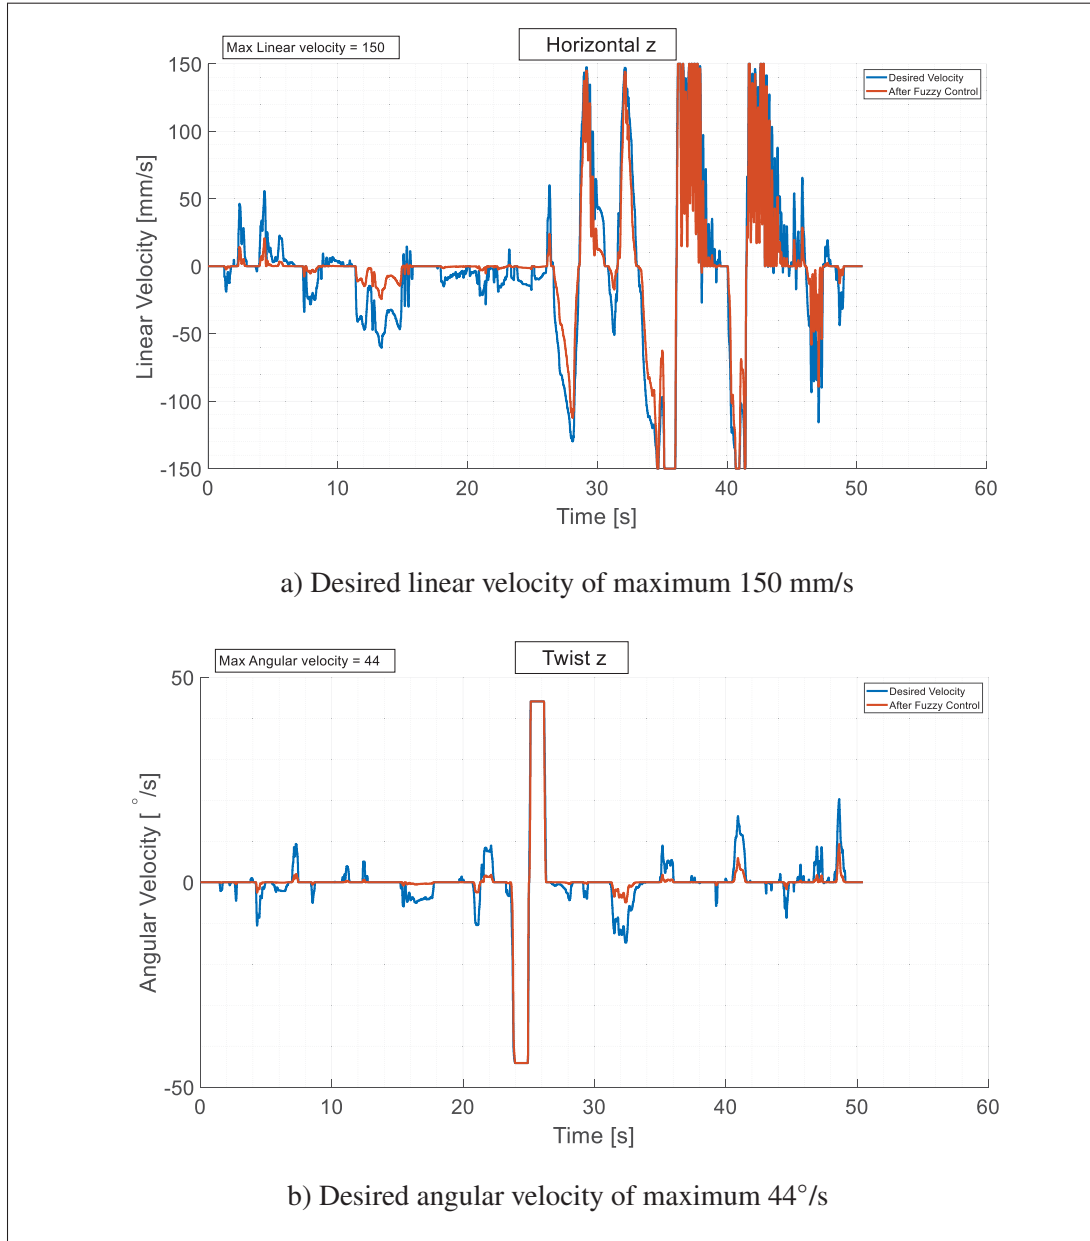 Max Linear velocity = 150
Horizontal z
Desired Velocity
After Fuzzy Control
150
100
50
0
-50
-100
-150
Linear Velocity [mm/s]
0 10 20 30 40 50 60
Time [s]
a) Desired linear velocity of maximum 150 mm/s
Max Angular velocity = 44
Twist z
Desired Velocity
After Fuzzy Control
50
0
-50
Angular Velocity [ °/s]
0 10 20 30 40 50 60
Time [s]
b) Desired angular velocity of maximum 44°/s